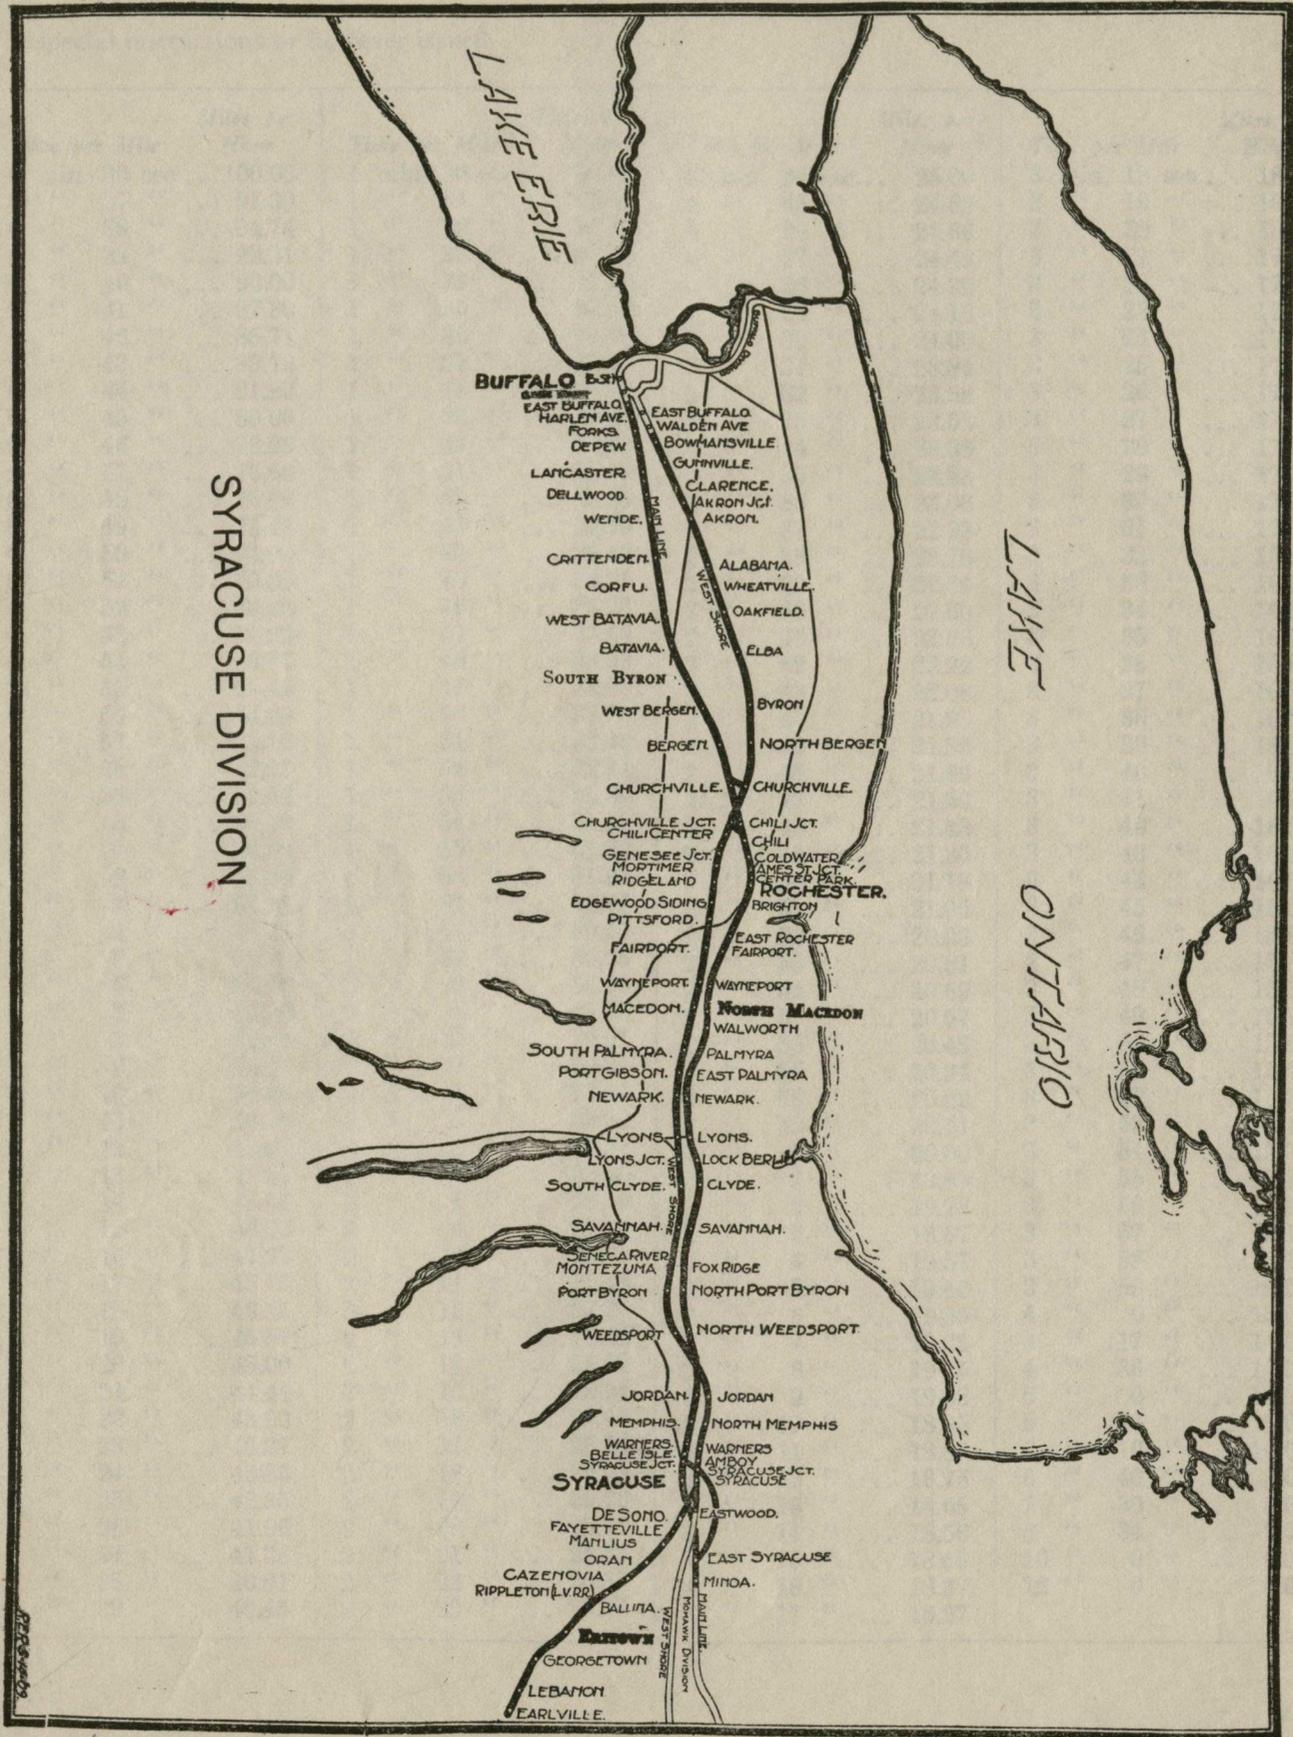 LAKE ERIE
BUFFALO
EAST BUFFALO.
HARLEM AVE.
FORKS.
DEPEW.
LANCASTER
DELLWOOD.
WENDE.
CRITTENDEN.
CORFU.
WEST BATAVIA.
BATAVIA.
SOUTH BYRON
WEST BERGEN.
BERGEN.
CHURCHVILLE.
CHURCHVILLE JCT.
CHILI CENTER
GENESEE JCT.
MORTIMER
RIDGELAND
EDGEWOOD SIDING
PITTSFORD.
FAIRPORT.
WAYNEPORT.
MACEDON.
SOUTH PALMYRA.
PORT GIBSON.
NEWARK.
LYONS
LYONS JCT.
SOUTH CLYDE.
SAVANNAH.
SENECA RIVER
MONTEZUMA
PORT BYRON
WEEDSPORT
JORDAN.
MEMPHIS.
WARNERS.
BELLE ISLE.
SYRACUSE JCT.
SYRACUSE
DESONO.
FAYETTEVILLE
MANLIUS
ORAN
CAZENOVIA
RIPPLETON (L.V.RR)
BALLINA.
GEORGETOWN
LEBANON
EARLVILLE.
EAST BUFFALO.
WALDEN AVE
BOWMANSVILLE
GUNNVILLE.
CLARENCE.
AKRON JCT.
AKRON.
ALABAMA.
WHEATVILLE.
OAKFIELD.
ELBA
BYRON
NORTH BERGEN
CHURCHVILLE.
CHILI JCT.
CHILI
COLDWATER
AMES ST. JCT.
CENTER PARK.
ROCHESTER.
BRIGHTON
EAST ROCHESTER
FAIRPORT.
WAYNEPORT
NORTH MACEDON
WALWORTH
PALMYRA
EAST PALMYRA
NEWARK.
LYONS.
LOCK BERLIN
CLYDE.
SAVANNAH.
FOX RIDGE
NORTH PORT BYRON
NORTH WEEDSPORT
JORDAN
NORTH MEMPHIS
WARNERS
AMBOY
SYRACUSE JCT.
SYRACUSE
EASTWOOD.
EAST SYRACUSE
MINOA.
MAIN LINE
WEST SHORE
WEST SHORE
WEST SHORE
MOHAWK DIVISION
MAIN LINE.
LAKE ONTARIO
SYRACUSE DIVISION